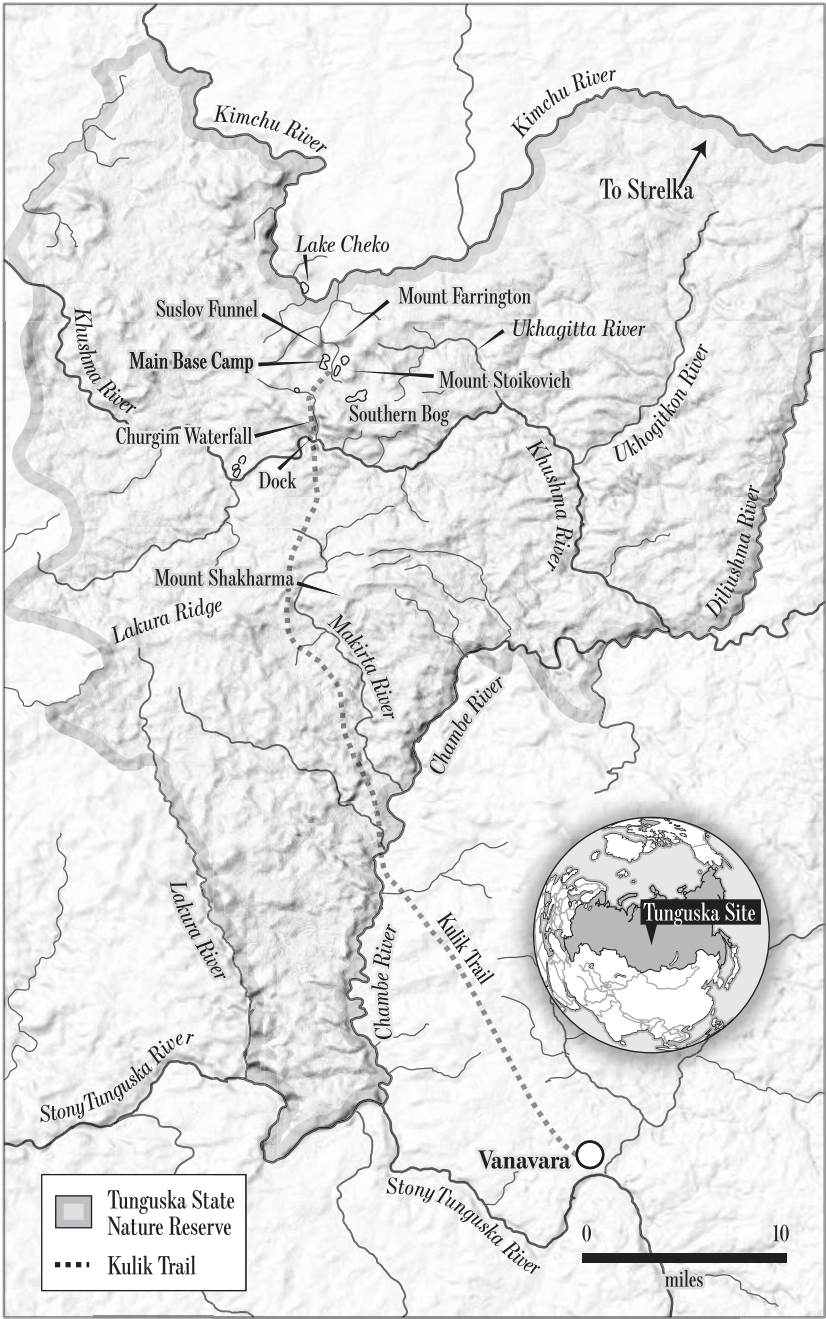 Kimchu River
Kimchu River
To Strelka
Lake Cheko
Suslov Funnel
Mount Farrington
Ukhagitta River
Main Base Camp
Mount Stoikovich
Khushma River
Southern Bog
Churgim Waterfall
Ukhogitkon River
Dock
Khushma River
Diliushma River
Mount Shakharma
Lakura Ridge
Makirta River
Chambe River
Tunguska Site
Lakura River
Kulik Trail
Chambe River
Stony Tunguska River
Vanavara
Stony Tunguska River
Tunguska State
Nature Reserve
Kulik Trail
0 10
miles